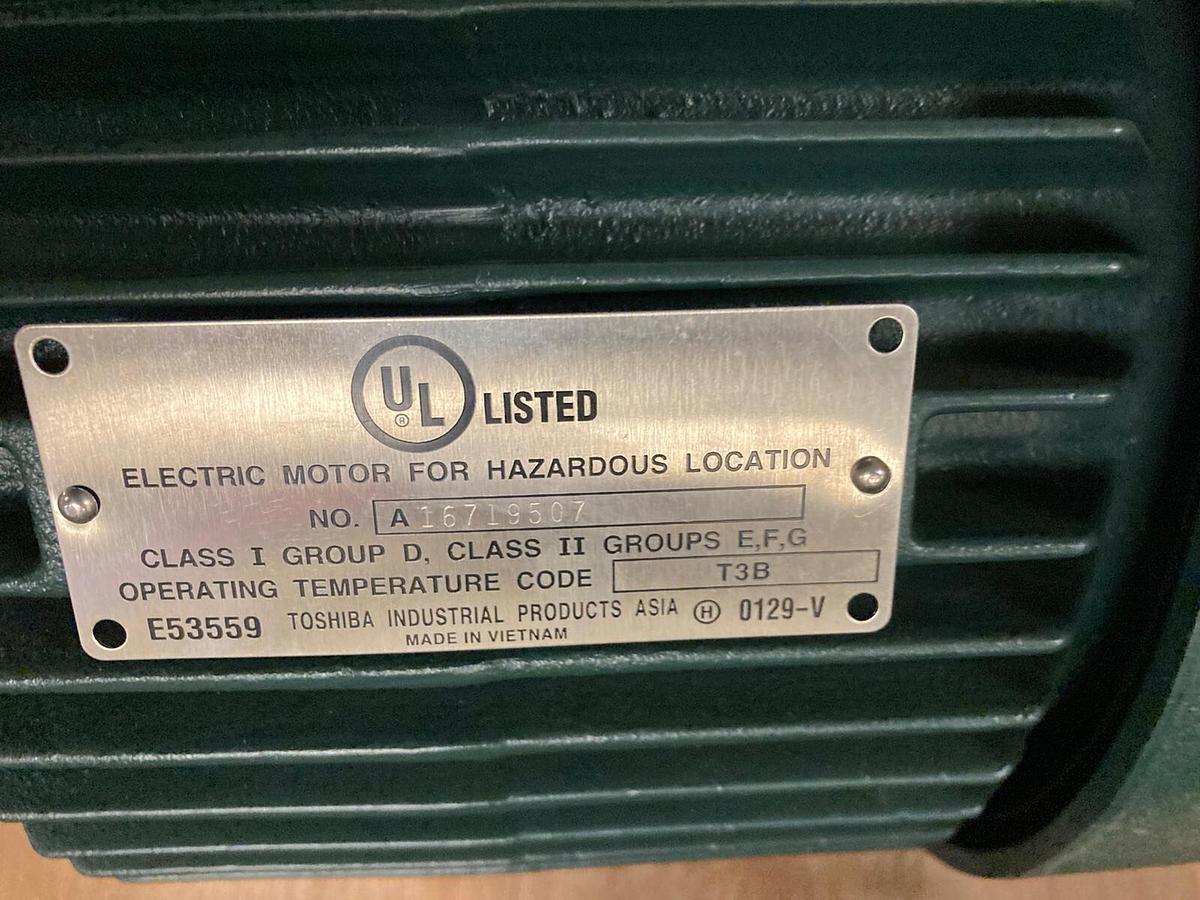 UL ® LISTED
ELECTRIC MOTOR FOR HAZARDOUS LOCATION
NO. A 16719507
CLASS I GROUP D, CLASS II GROUPS E,F,G
OPERATING TEMPERATURE CODE T3B
E53559 TOSHIBA INDUSTRIAL PRODUCTS ASIA Ⓗ 0129-V
MADE IN VIETNAM